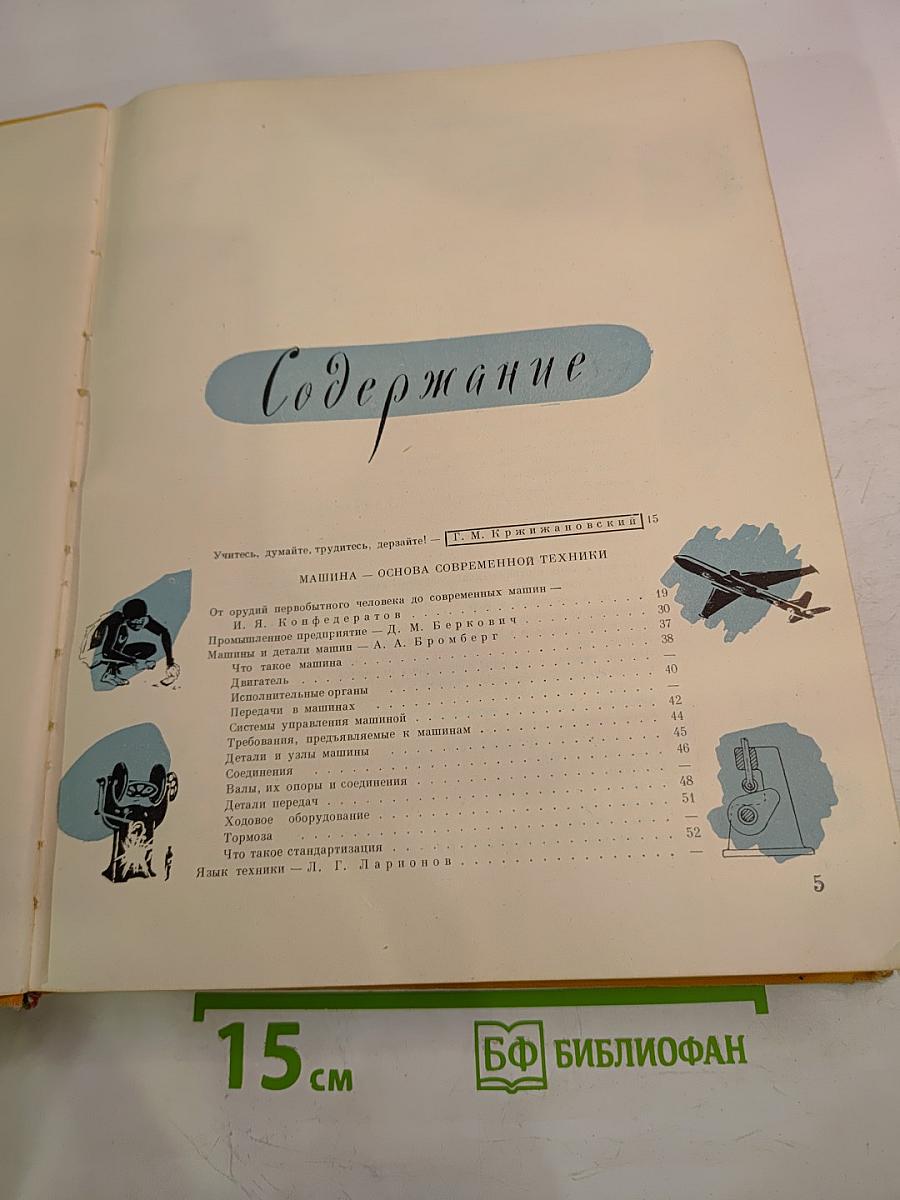 Содержание
Учитесь, думайте, трудитесь, дерзайте! — Г. М. Кржижановский 15
МАШИНА — ОСНОВА СОВРЕМЕННОЙ ТЕХНИКИ
От орудий первобытного человека до современных машин —
И. Я. Конфедератов . . . . . . . . . . 19
Промышленное предприятие — Д. М. Беркович . . . . . . . . . . 30
Машины и детали машин — А. А. Бромберг . . . . . . . . . . 37
Что такое машина . . . . . . . . . . 38
Двигатель . . . . . . . . . . —
Исполнительные органы . . . . . . . . . . 40
Передачи в машинах . . . . . . . . . . —
Системы управления машиной . . . . . . . . . . 42
Требования, предъявляемые к машинам . . . . . . . . . . 44
Детали и узлы машины . . . . . . . . . . 45
Соединения . . . . . . . . . . 46
Валы, их опоры и соединения . . . . . . . . . . —
Детали передач . . . . . . . . . . 48
Ходовое оборудование . . . . . . . . . . 51
Тормоза . . . . . . . . . . —
Что такое стандартизация . . . . . . . . . . 52
Язык техники — Л. Г. Ларионов . . . . . . . . . . —
5
15 см
БФ БИБЛИОФАН